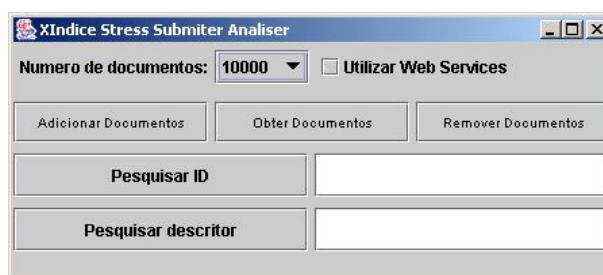 XIndice Stress Submiter Analiser
Numero de documentos: 10000 Utilizar Web Services
Adicionar Documentos Obter Documentos Remover Documentos
Pesquisar ID
Pesquisar descritor